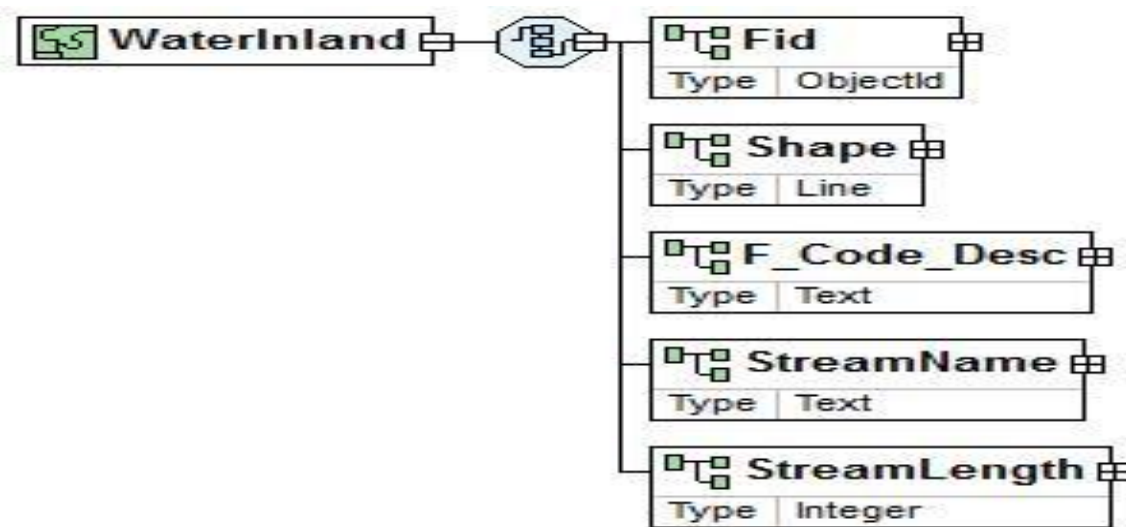 WaterInland
Fid
Type ObjectId
Shape
Type Line
F_Code_Desc
Type Text
StreamName
Type Text
StreamLength
Type Integer